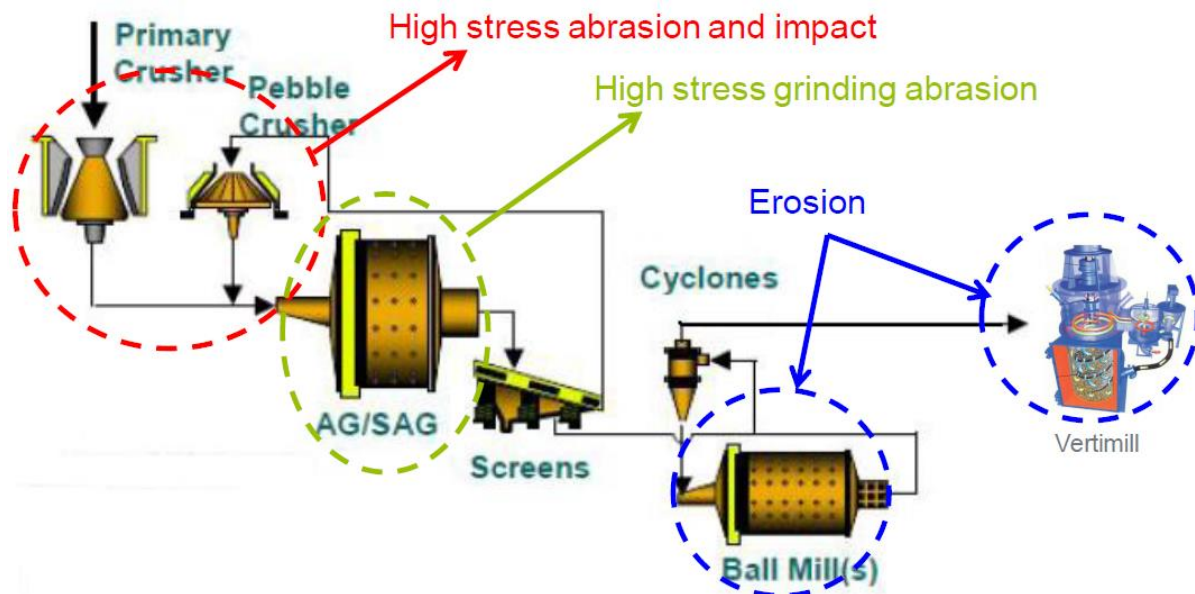 High stress abrasion and impact
Primary
Crusher
Pebble
Crusher
High stress grinding abrasion
Erosion
Cyclones
AG/SAG
Screens
Vertimill
Ball Mill(s)